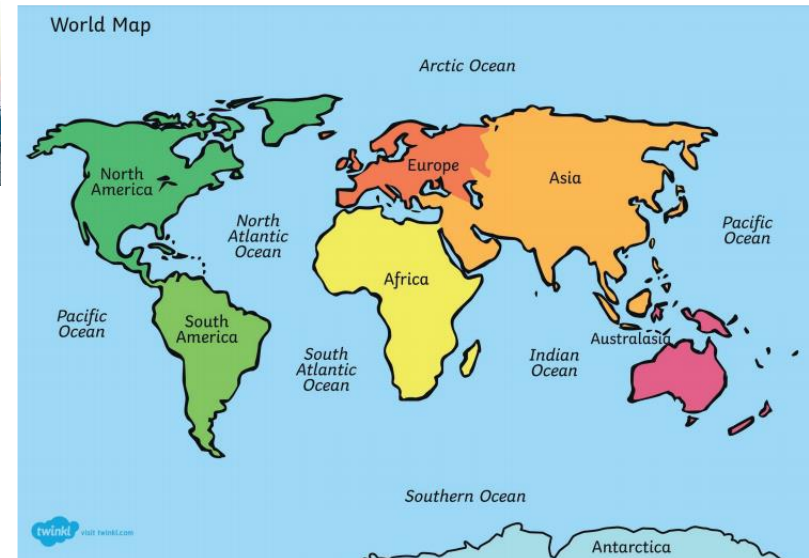 World Map
Arctic Ocean
North
America
Europe
Asia
North
Atlantic
Ocean
Pacific
Ocean
Africa
Pacific
Ocean
South
America
South
Atlantic
Ocean
Indian
Ocean
Australasia
Southern Ocean
twinkl visit twinkl.com
Antarctica